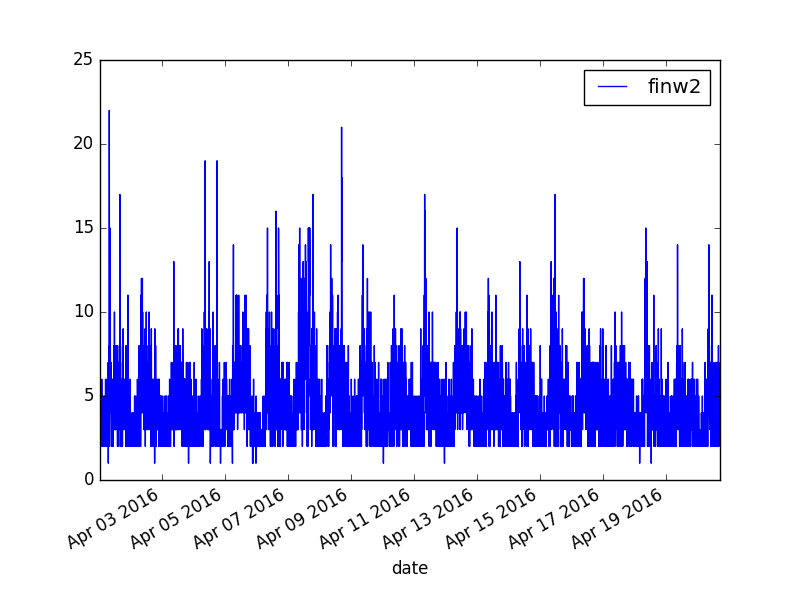 25
finw2
20
15
10
5
0
Apr 03 2016
Apr 05 2016
Apr 07 2016
Apr 09 2016
Apr 11 2016
Apr 13 2016
Apr 15 2016
Apr 17 2016
Apr 19 2016
date